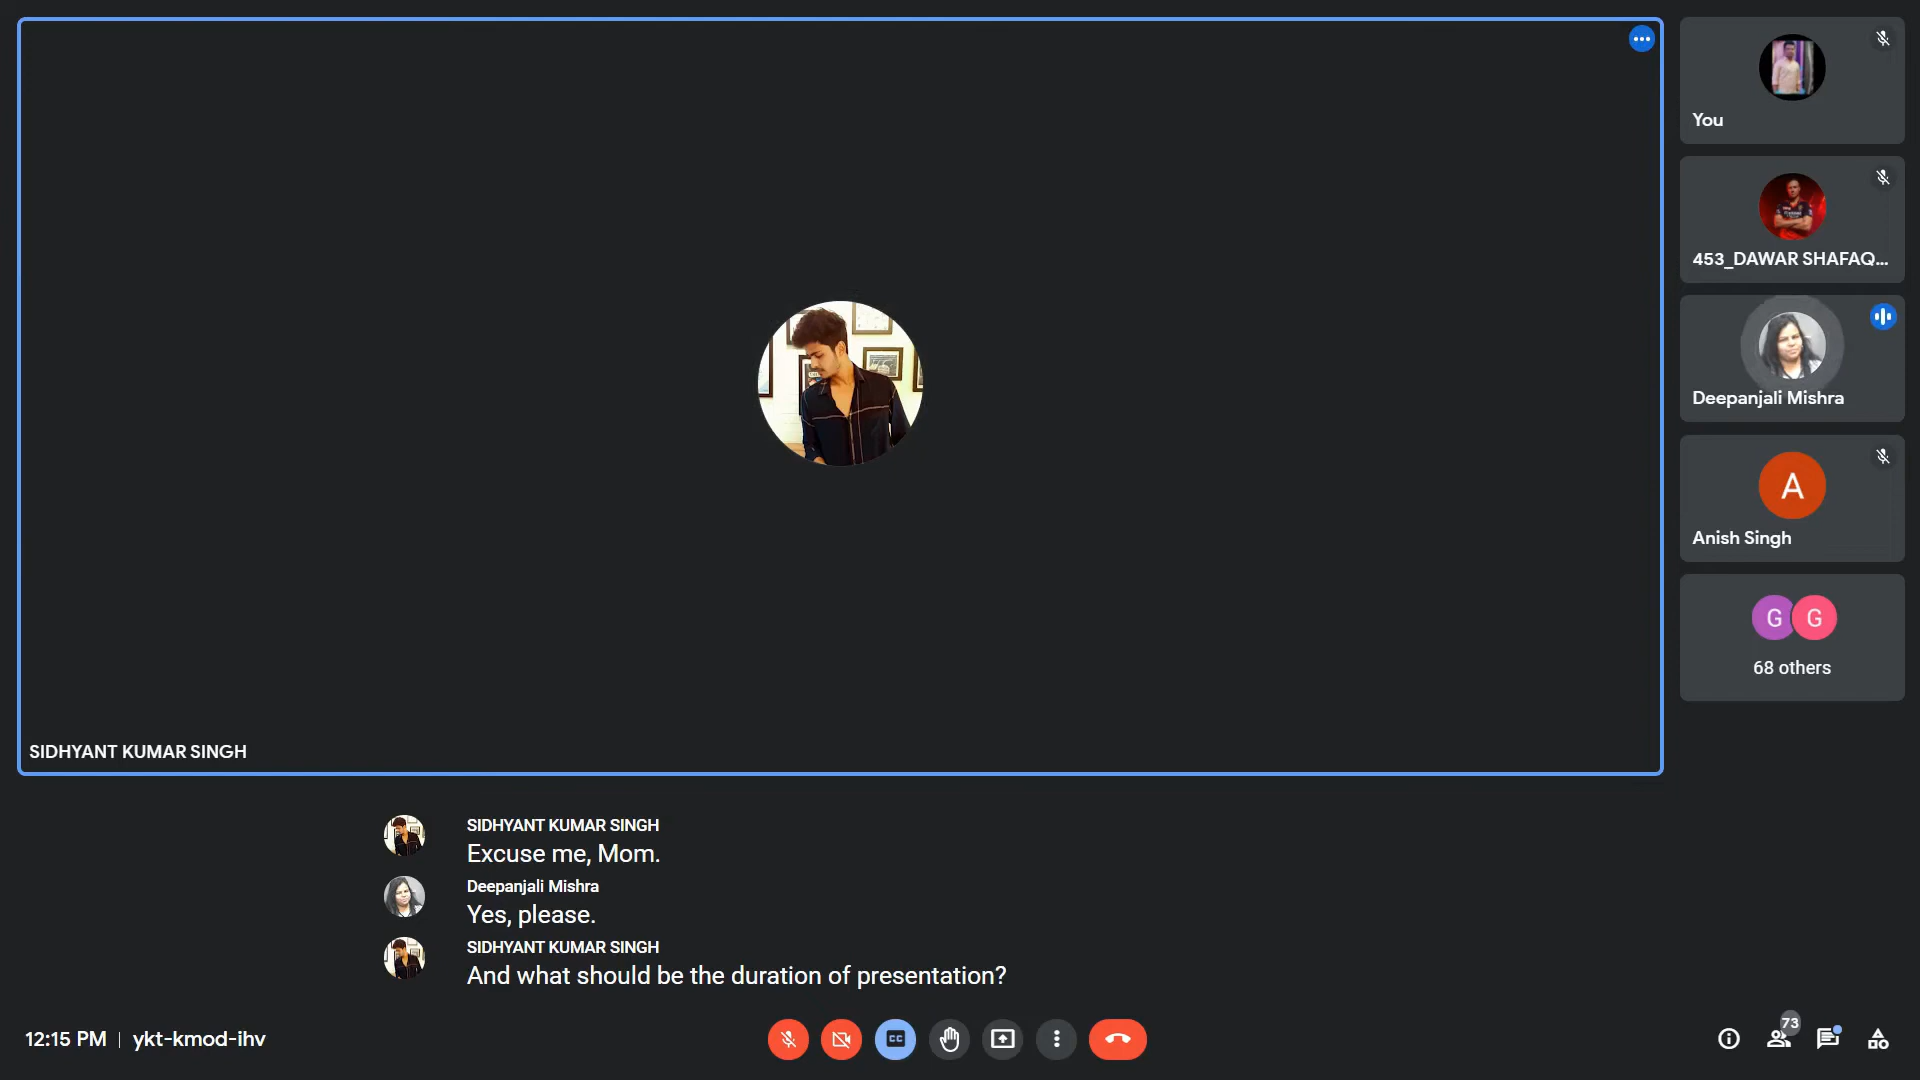 You
453_DAWAR SHAFAQ...
Deepanjali Mishra
A
Anish Singh
G G
68 others
SIDHYANT KUMAR SINGH
SIDHYANT KUMAR SINGH
Excuse me, Mom.
Deepanjali Mishra
Yes, please.
SIDHYANT KUMAR SINGH
And what should be the duration of presentation?
12:15 PM | ykt-kmod-ihv
CC
73